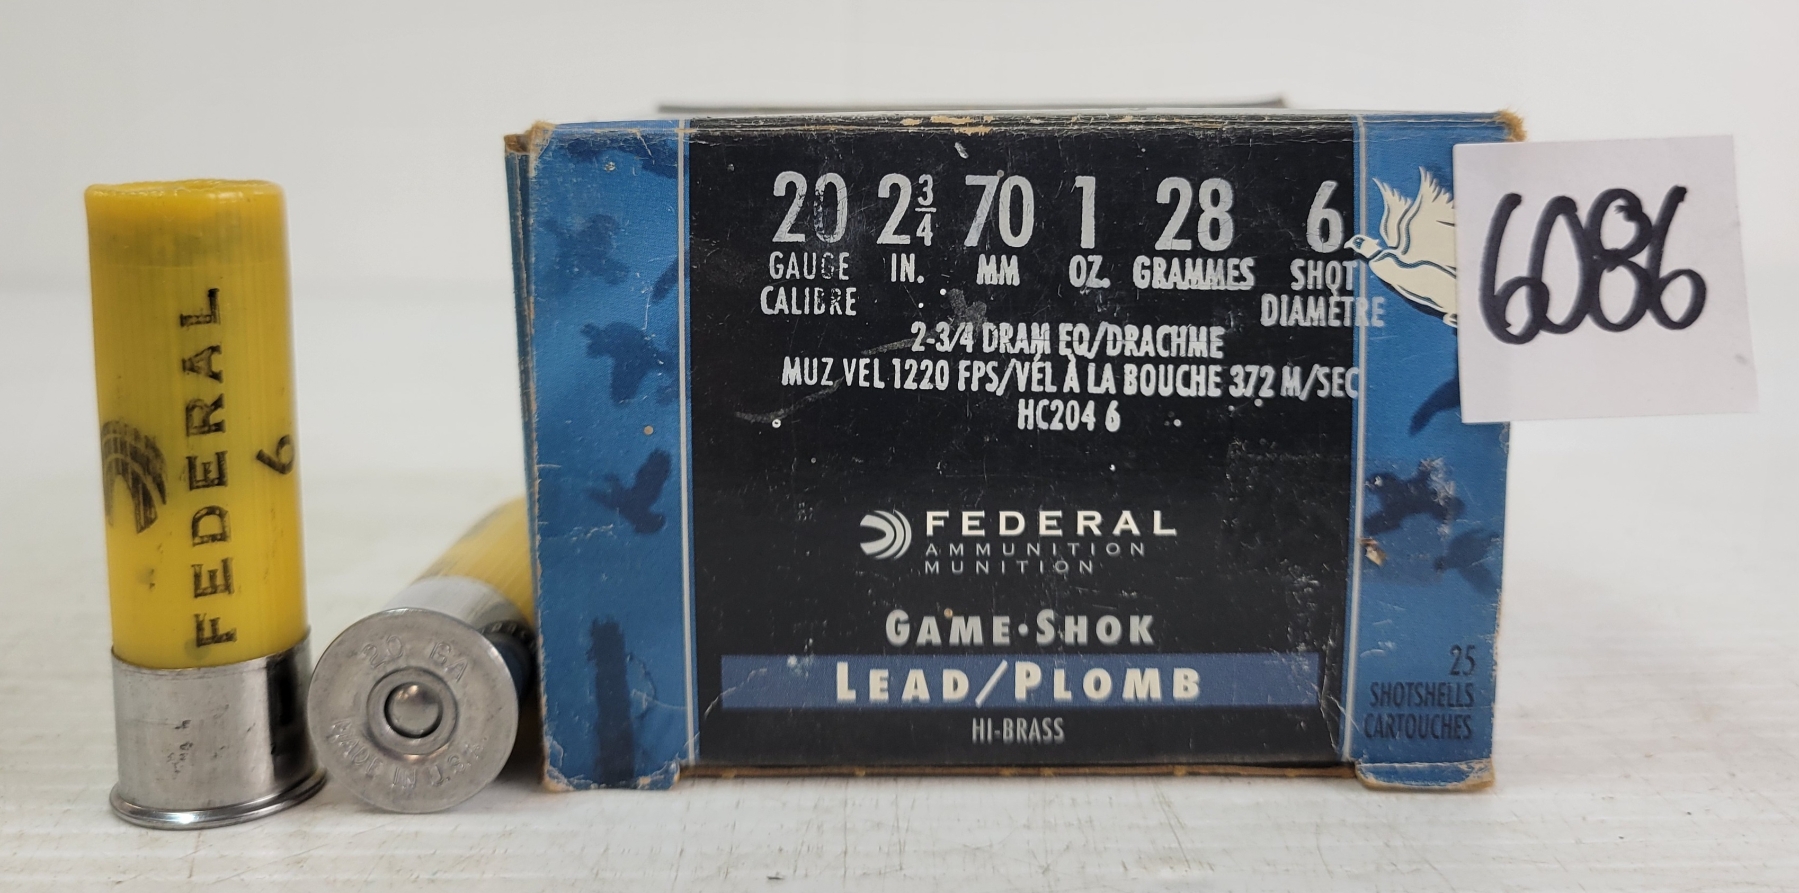 20 2 3/4 70 1 28 6
GAUGE IN. MM OZ. GRAMMES SHOT
CALIBRE DIAMÈTRE
2-3/4 DRAM EQ/DRACHME
MUZ VEL 1220 FPS/VÉL À LA BOUCHE 372 M/SEC
HC204 6
FEDERAL
AMMUNITION
MUNITION
GAME•SHOK
LEAD/PLOMB
HI-BRASS
25
SHOTSHELLS
CARTOUCHES
6086
FEDERAL
6
20 GA
MADE IN U.S.A.